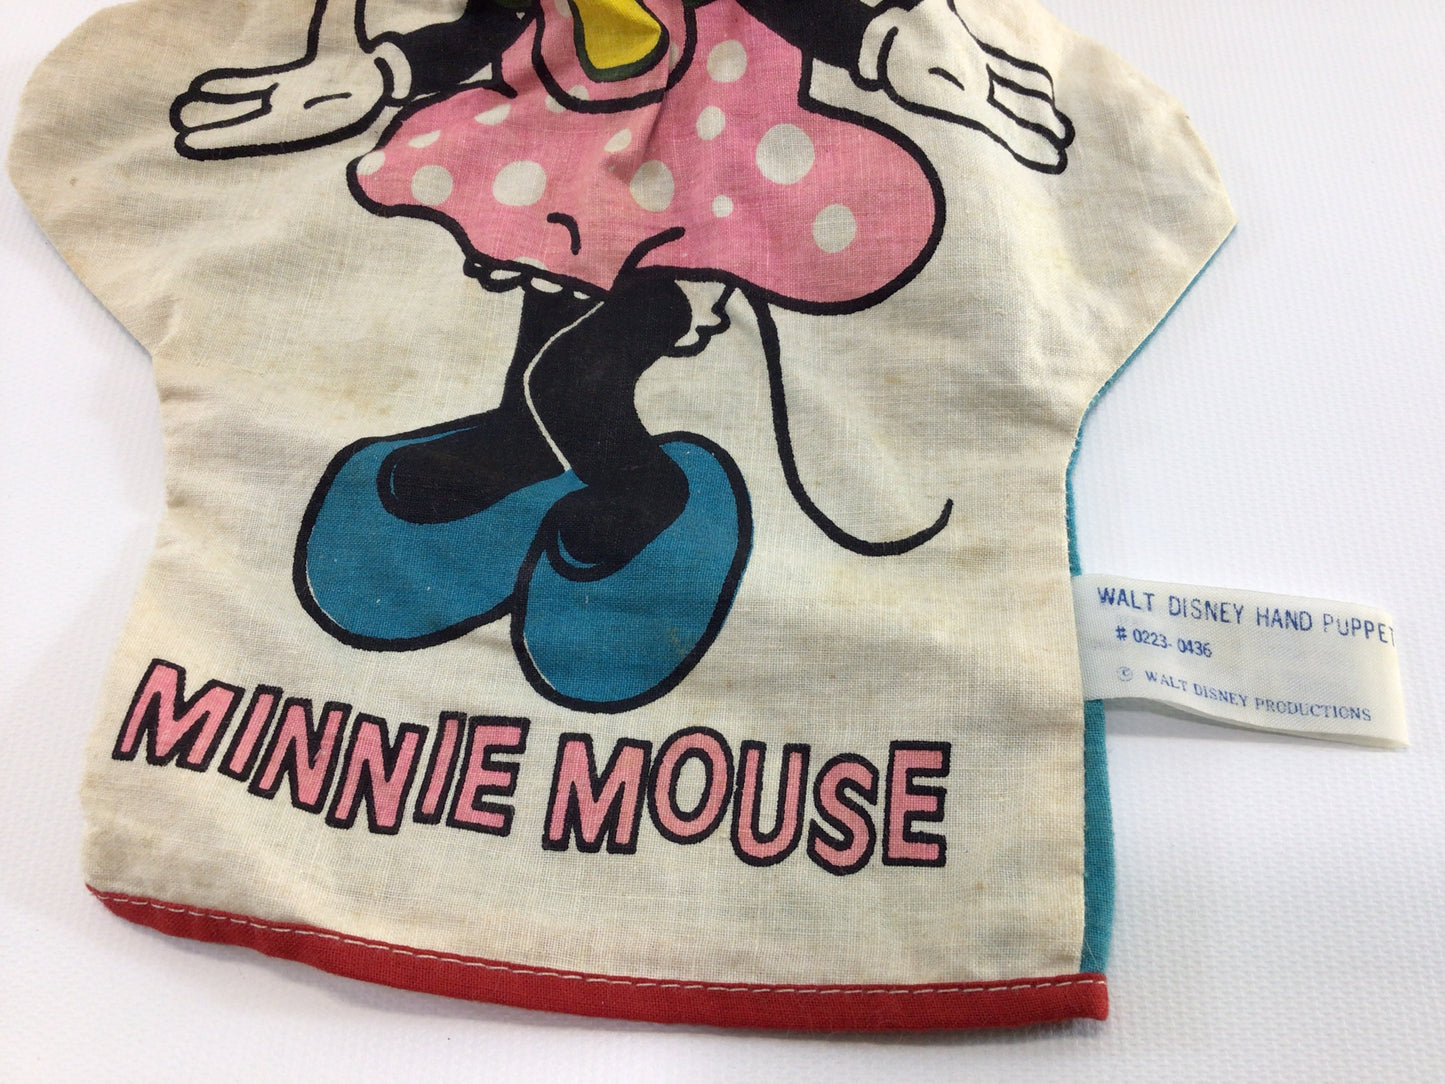 MINNIE MOUSE
WALT DISNEY HAND PUPPET
# 0223-0436
© WALT DISNEY PRODUCTIONS